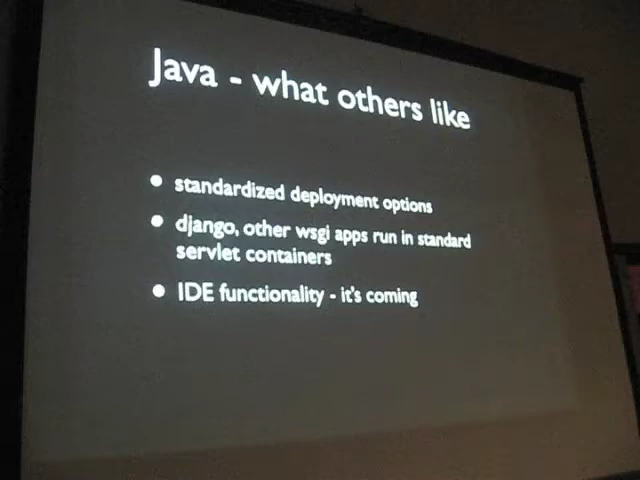 Java - what others like
• standardized deployment options
• django, other wsgi apps run in standard
servlet containers
• IDE functionality - it's coming